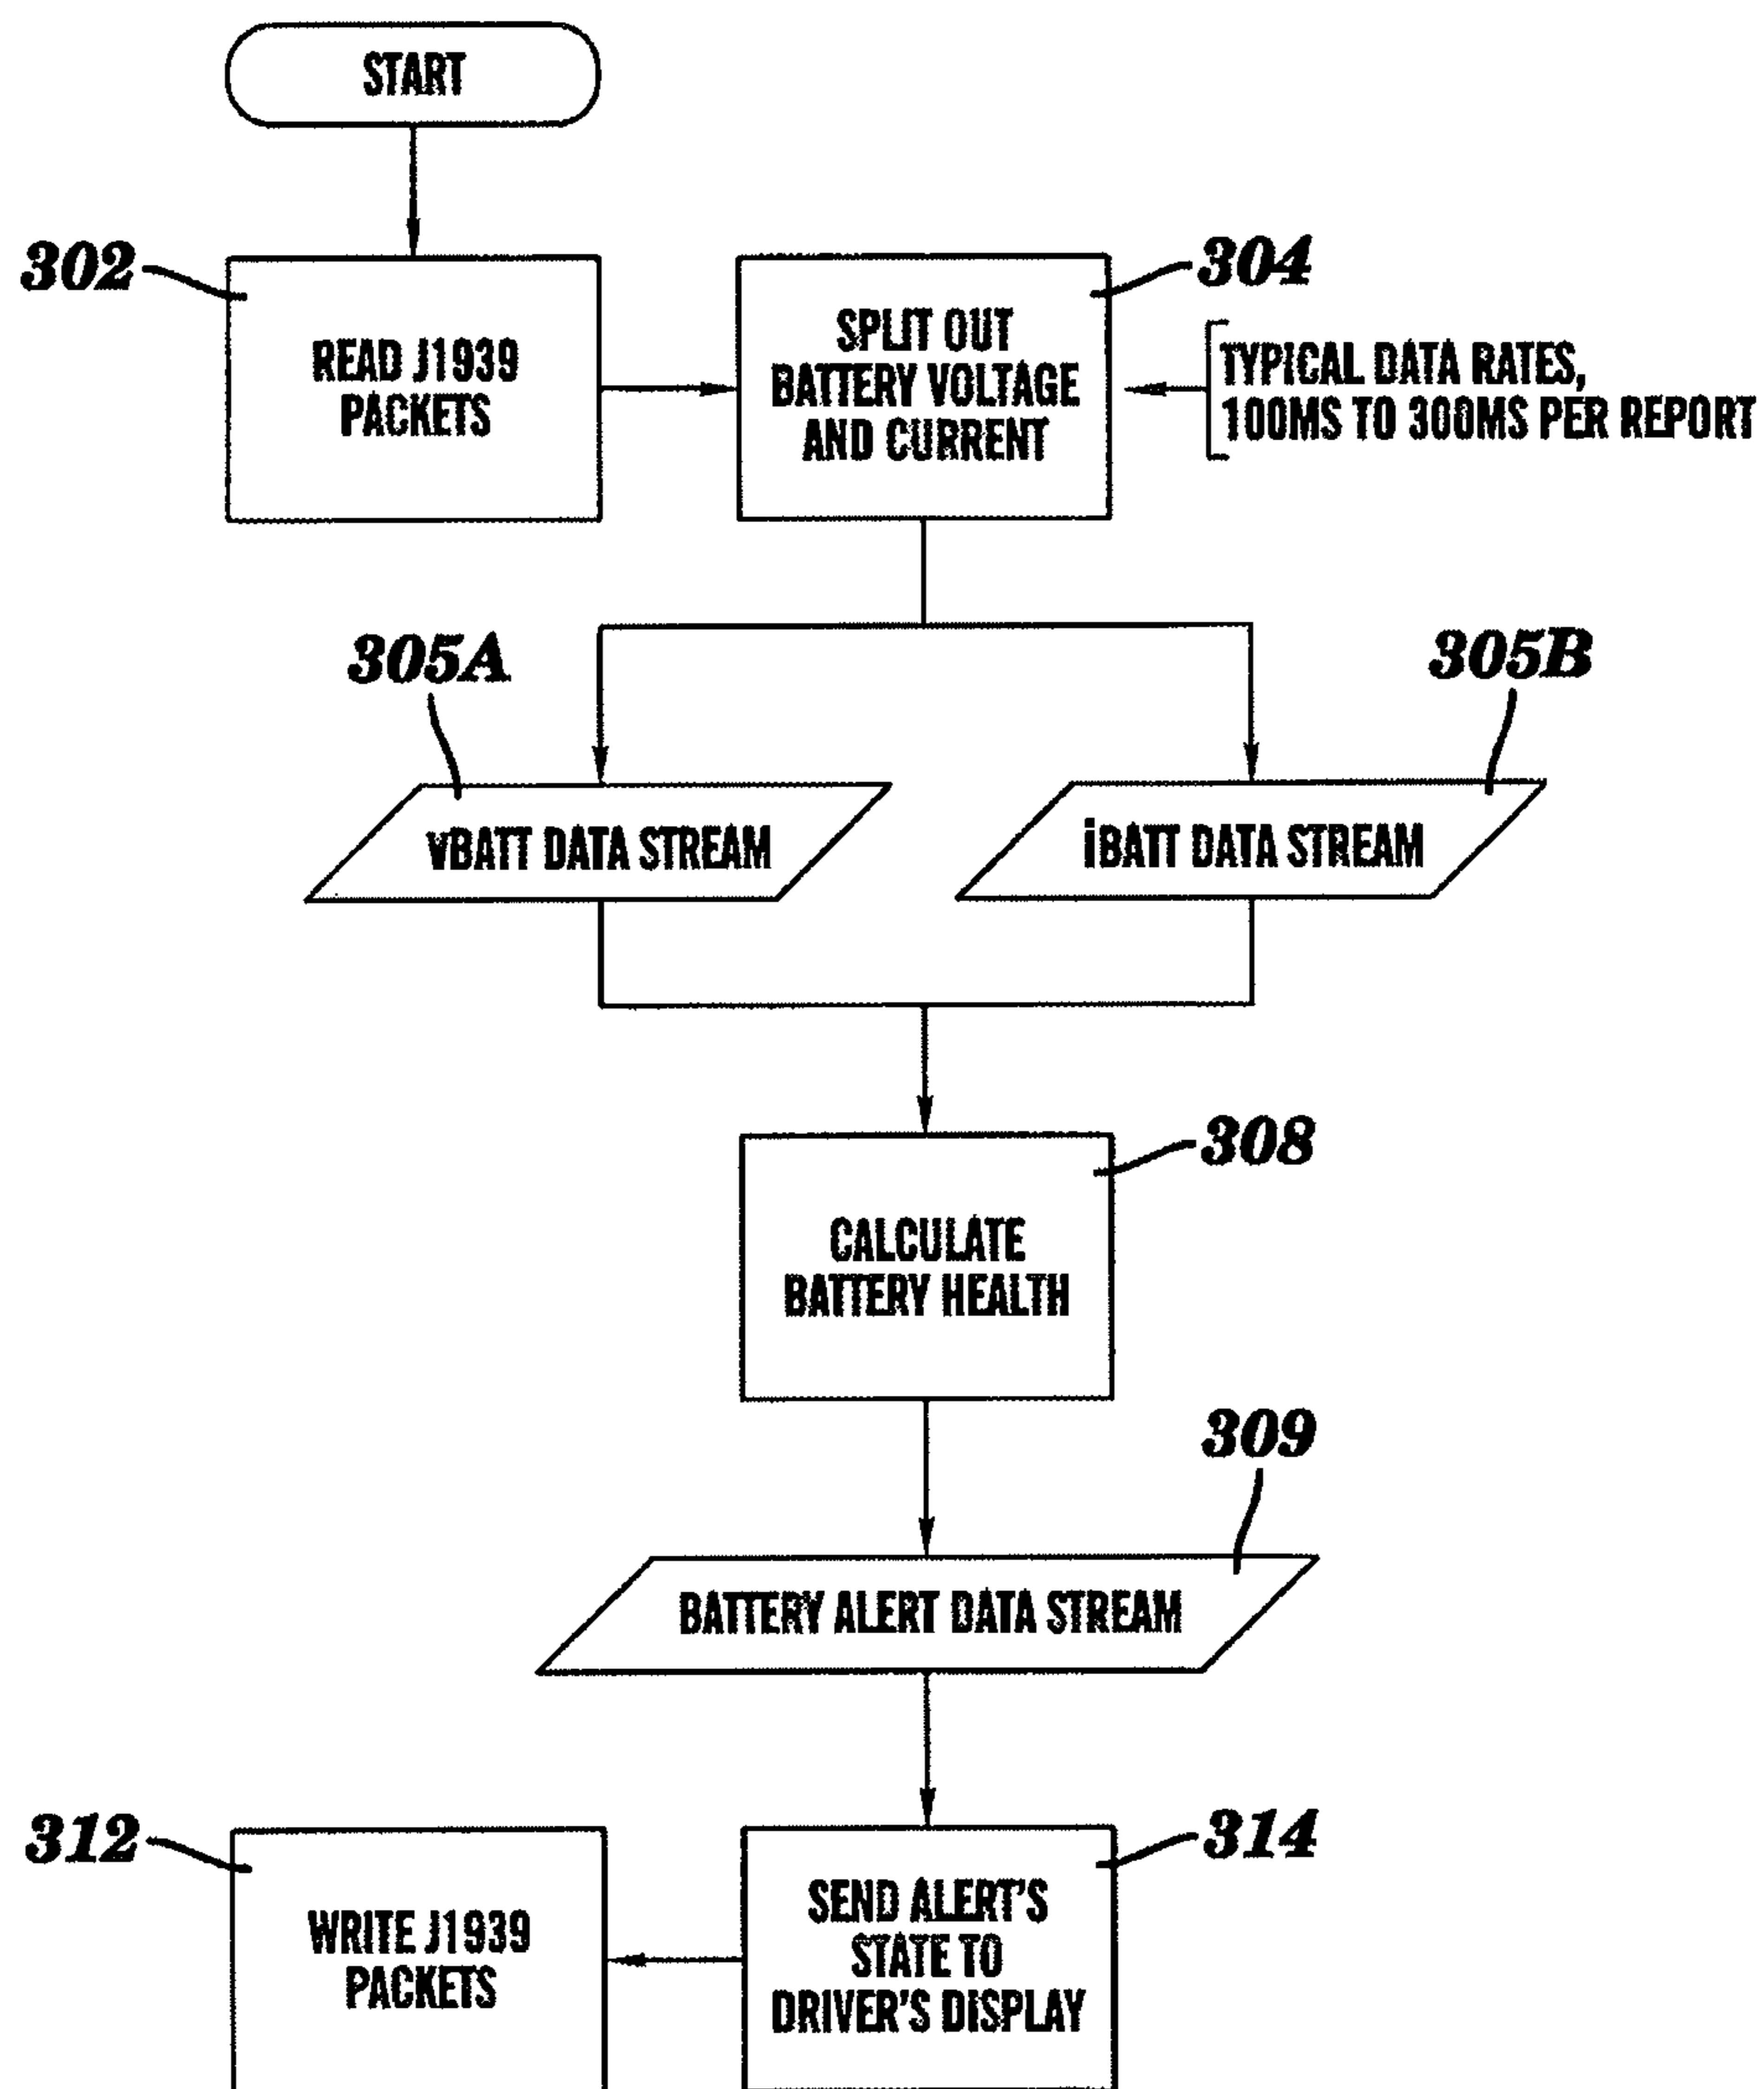 START
302
READ J1939
PACKETS
304
SPLIT OUT
BATTERY VOLTAGE
AND CURRENT
TYPICAL DATA RATES,
100MS TO 300MS PER REPORT
305A
vBATT DATA STREAM
305B
iBATT DATA STREAM
308
CALCULATE
BATTERY HEALTH
309
BATTERY ALERT DATA STREAM
314
SEND ALERT'S
STATE TO
DRIVER'S DISPLAY
312
WRITE J1939
PACKETS